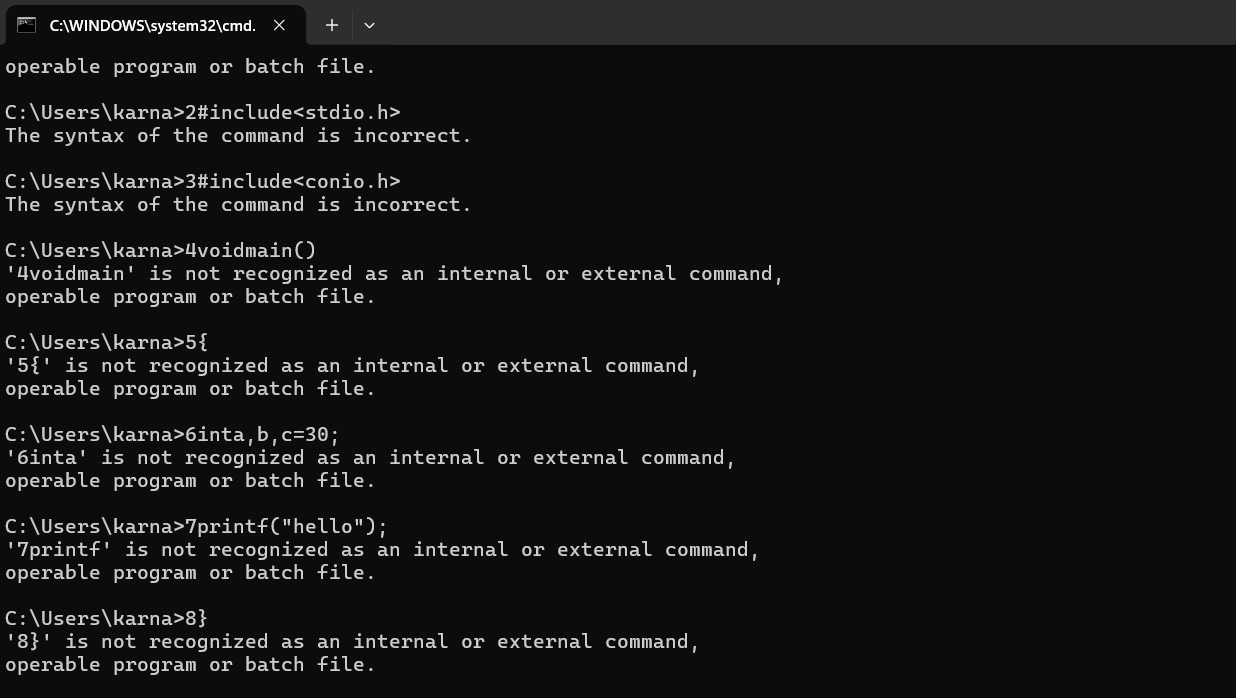 C:\WINDOWS\system32\cmd.
operable program or batch file.
C:\Users\karna>2#include<stdio.h>
The syntax of the command is incorrect.
C:\Users\karna>3#include<conio.h>
The syntax of the command is incorrect.
C:\Users\karna>4voidmain()
'4voidmain' is not recognized as an internal or external command,
operable program or batch file.
C:\Users\karna>5{
'5{' is not recognized as an internal or external command,
operable program or batch file.
C:\Users\karna>6inta,b,c=30;
'6inta' is not recognized as an internal or external command,
operable program or batch file.
C:\Users\karna>7printf("hello");
'7printf' is not recognized as an internal or external command,
operable program or batch file.
C:\Users\karna>8}
'8}' is not recognized as an internal or external command,
operable program or batch file.